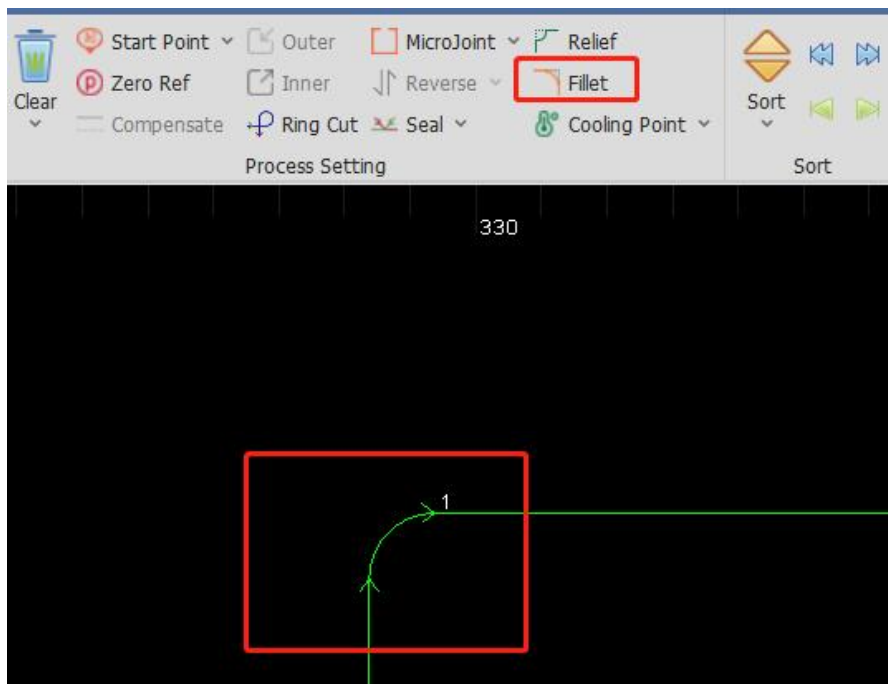 Start Point Outer MicroJoint Relief
Zero Ref Inner Reverse Fillet
Clear Sort
Compensate Ring Cut Seal Cooling Point
Process Setting Sort
330
1